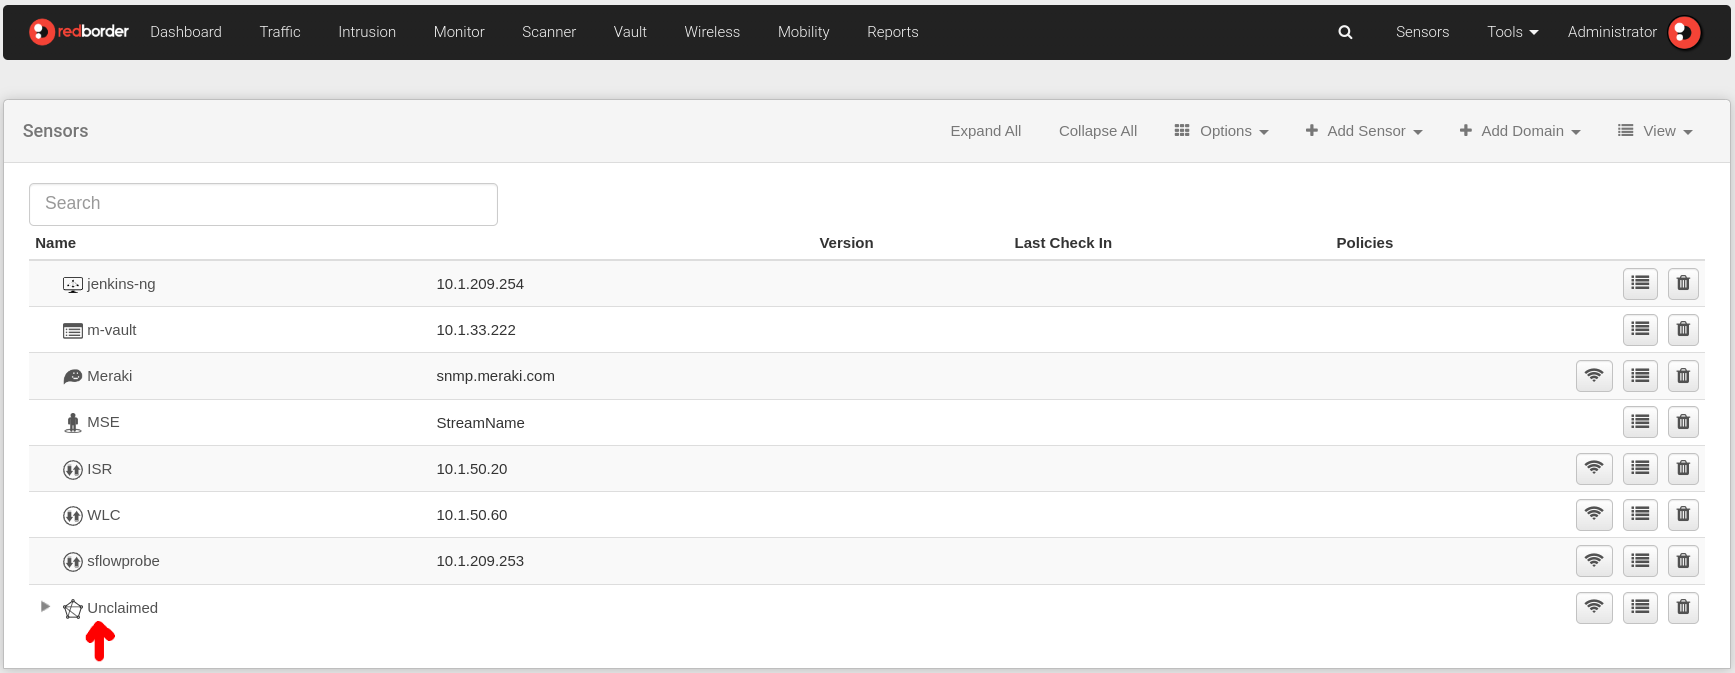 redborder Dashboard Traffic Intrusion Monitor Scanner Vault Wireless Mobility Reports Sensors Tools Administrator
Sensors Expand All Collapse All Options Add Sensor Add Domain View
Search
Name Version Last Check In Policies
jenkins-ng 10.1.209.254
m-vault 10.1.33.222
Meraki snmp.meraki.com
MSE StreamName
ISR 10.1.50.20
WLC 10.1.50.60
sflowprobe 10.1.209.253
Unclaimed